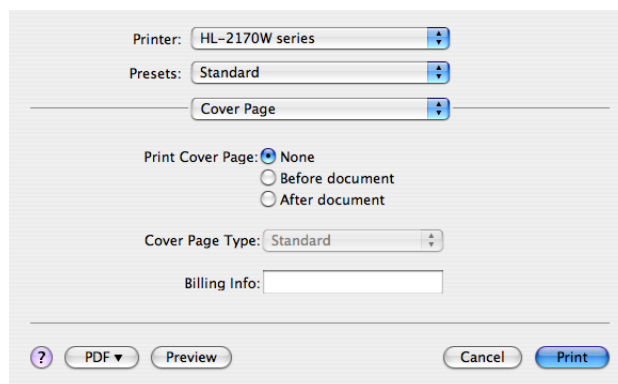 Printer: HL-2170W series
Presets: Standard
Cover Page
Print Cover Page: None
Before document
After document
Cover Page Type: Standard
Billing Info:
? PDF ▼ Preview Cancel Print